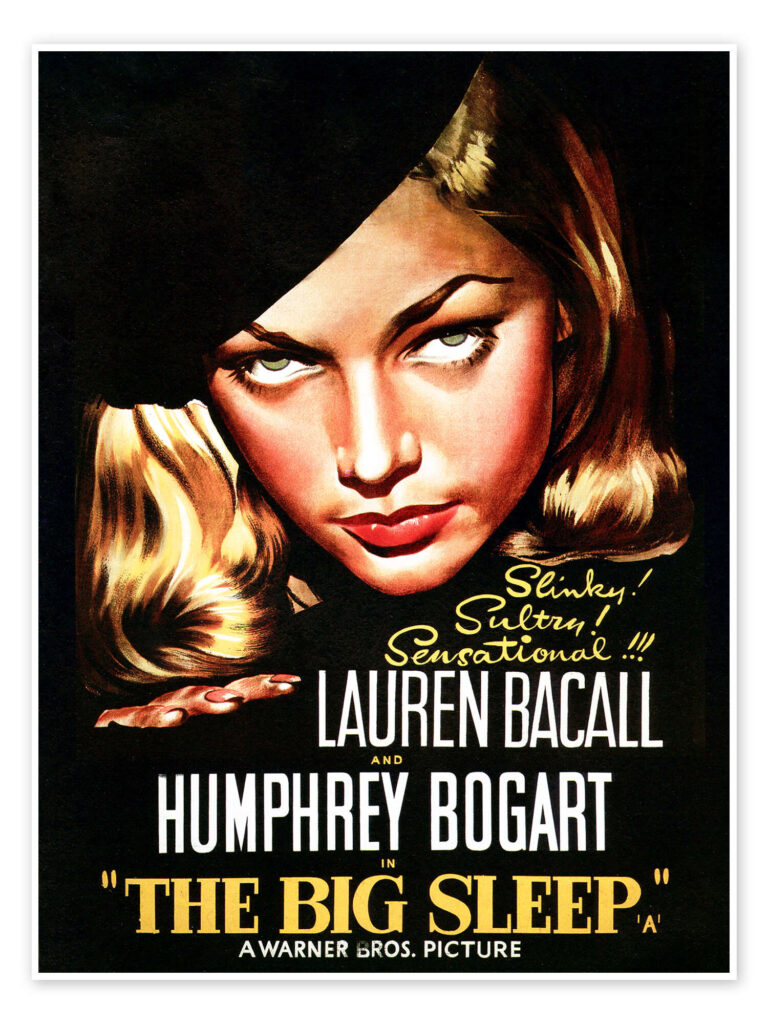 Slinky!
Sultry!
Sensational!!!
LAUREN BACALL
AND
HUMPHREY BOGART
IN
"THE BIG SLEEP" 'A'
A WARNER BROS. PICTURE